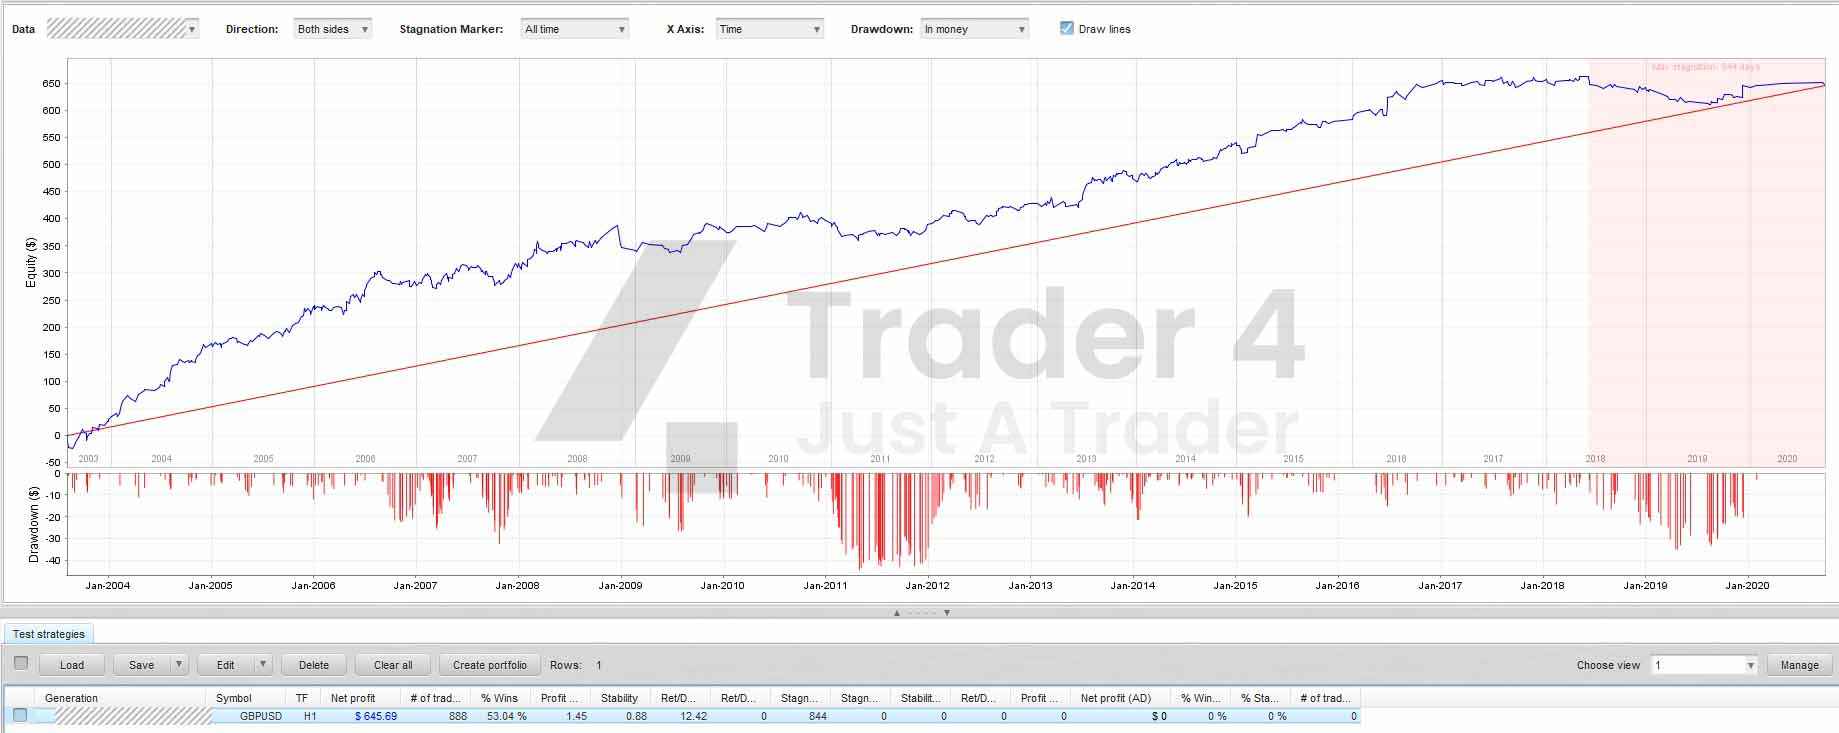 Data Direction: Both sides Stagnation Marker: All time X Axis: Time Drawdown: In money Draw lines
Max stagnation: 844 days
Equity ($)
650
600
550
500
450
400
350
300
250
200
150
100
50
0
-50
Trader 4
Just A Trader
2003 2004 2005 2006 2007 2008 2009 2010 2011 2012 2013 2014 2015 2016 2017 2018 2019 2020
Drawdown ($)
0
-10
-20
-30
-40
Jan-2004 Jan-2005 Jan-2006 Jan-2007 Jan-2008 Jan-2009 Jan-2010 Jan-2011 Jan-2012 Jan-2013 Jan-2014 Jan-2015 Jan-2016 Jan-2017 Jan-2018 Jan-2019 Jan-2020
Test strategies
Load Save Edit Delete Clear all Create portfolio Rows: 1 Choose view 1 Manage
Generation Symbol TF Net profit # of trad... % Wins Profit ... Stability Ret/D... Ret/D... Stagn... Stagn... Stabilit... Ret/D... Profit ... Net profit (AD) % Win... % Sta... # of trad...
GBPUSD H1 $ 645.69 888 53.04 % 1.45 0.88 12.42 0 844 0 0 0 0 $ 0 0 % 0 % 0